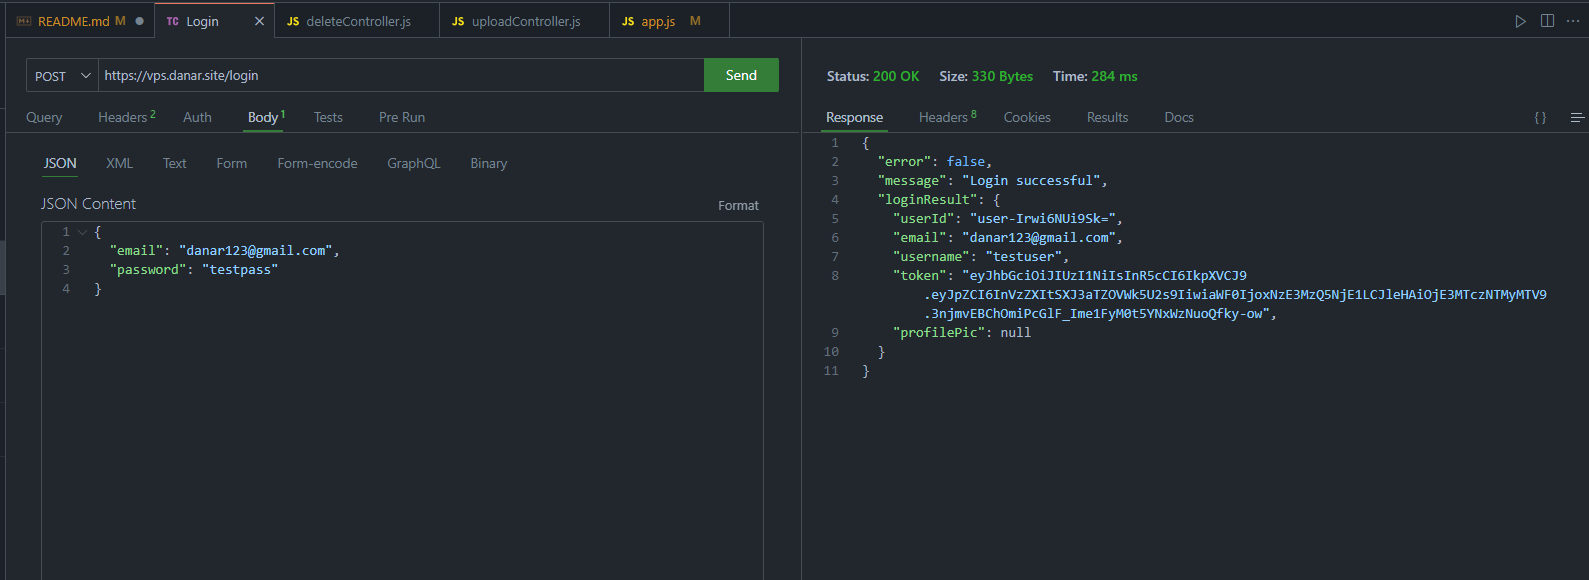 README.md M
TC Login
JS deleteController.js
JS uploadController.js
JS app.js M
POST https://vps.danar.site/login Send
Query Headers 2 Auth Body 1 Tests Pre Run
JSON XML Text Form Form-encode GraphQL Binary
JSON Content Format
1 {
2 "email": "danar123@gmail.com",
3 "password": "testpass"
4 }
Status: 200 OK Size: 330 Bytes Time: 284 ms
Response Headers 8 Cookies Results Docs {}
1 {
2 "error": false,
3 "message": "Login successful",
4 "loginResult": {
5 "userId": "user-Irwi6NUi9Sk=",
6 "email": "danar123@gmail.com",
7 "username": "testuser",
8 "token": "eyJhbGciOiJIUzI1NiIsInR5cCI6IkpXVCJ9
.eyJpZCI6InVzZXItSXJ3aTZOVWk5U2s9IiwiaWF0IjoxNzE3MzQ5NjE1LCJleHAiOjE3MTczNTMyMTV9
.3njmvEBChOmiPcGlF_Ime1FyM0t5YNxWzNuoQfky-ow",
9 "profilePic": null
10 }
11 }